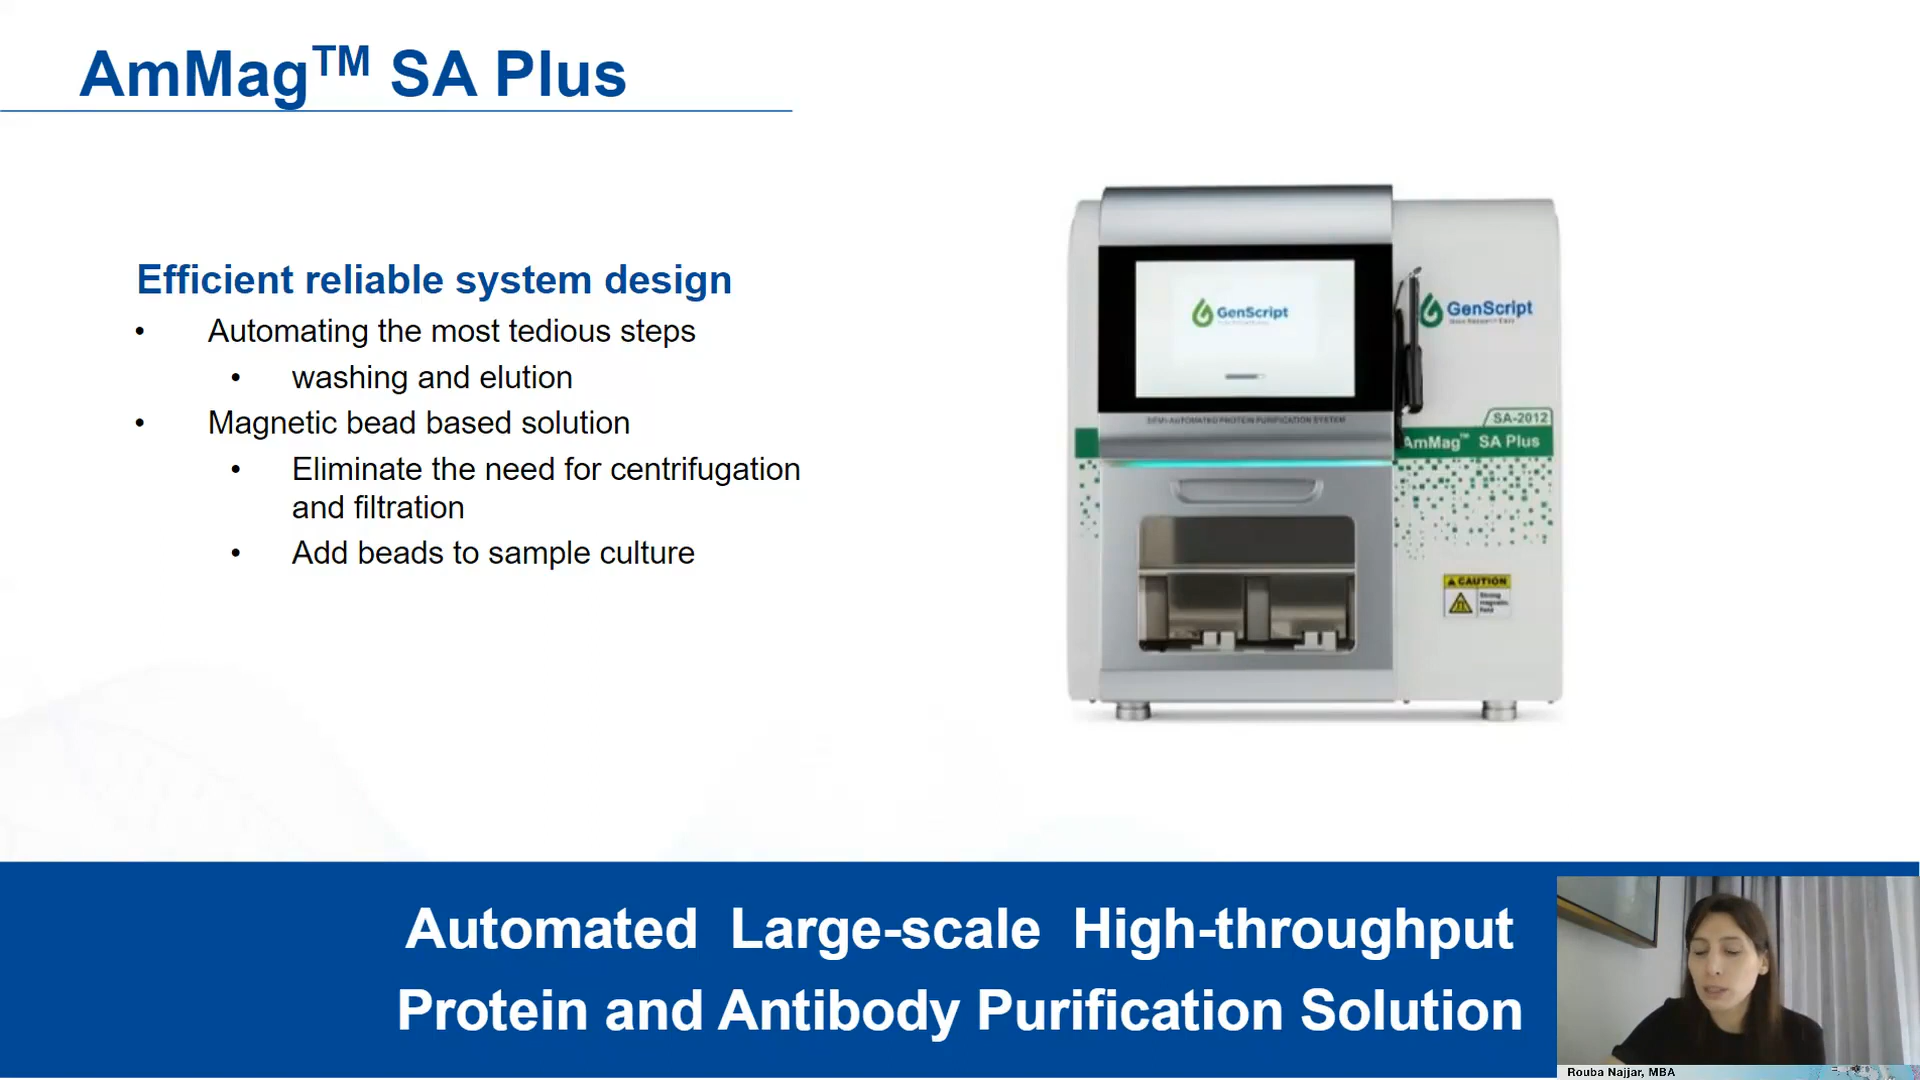 AmMag™ SA Plus
Efficient reliable system design
• Automating the most tedious steps
• washing and elution
• Magnetic bead based solution
• Eliminate the need for centrifugation
and filtration
• Add beads to sample culture
GenScript
GenScript
SEMI-AUTOMATED PROTEIN PURIFICATION SYSTEM
SA-2012
AmMag™ SA Plus
CAUTION
Strong
magnetic
field
Automated Large-scale High-throughput
Protein and Antibody Purification Solution
Rouba Najjar, MBA